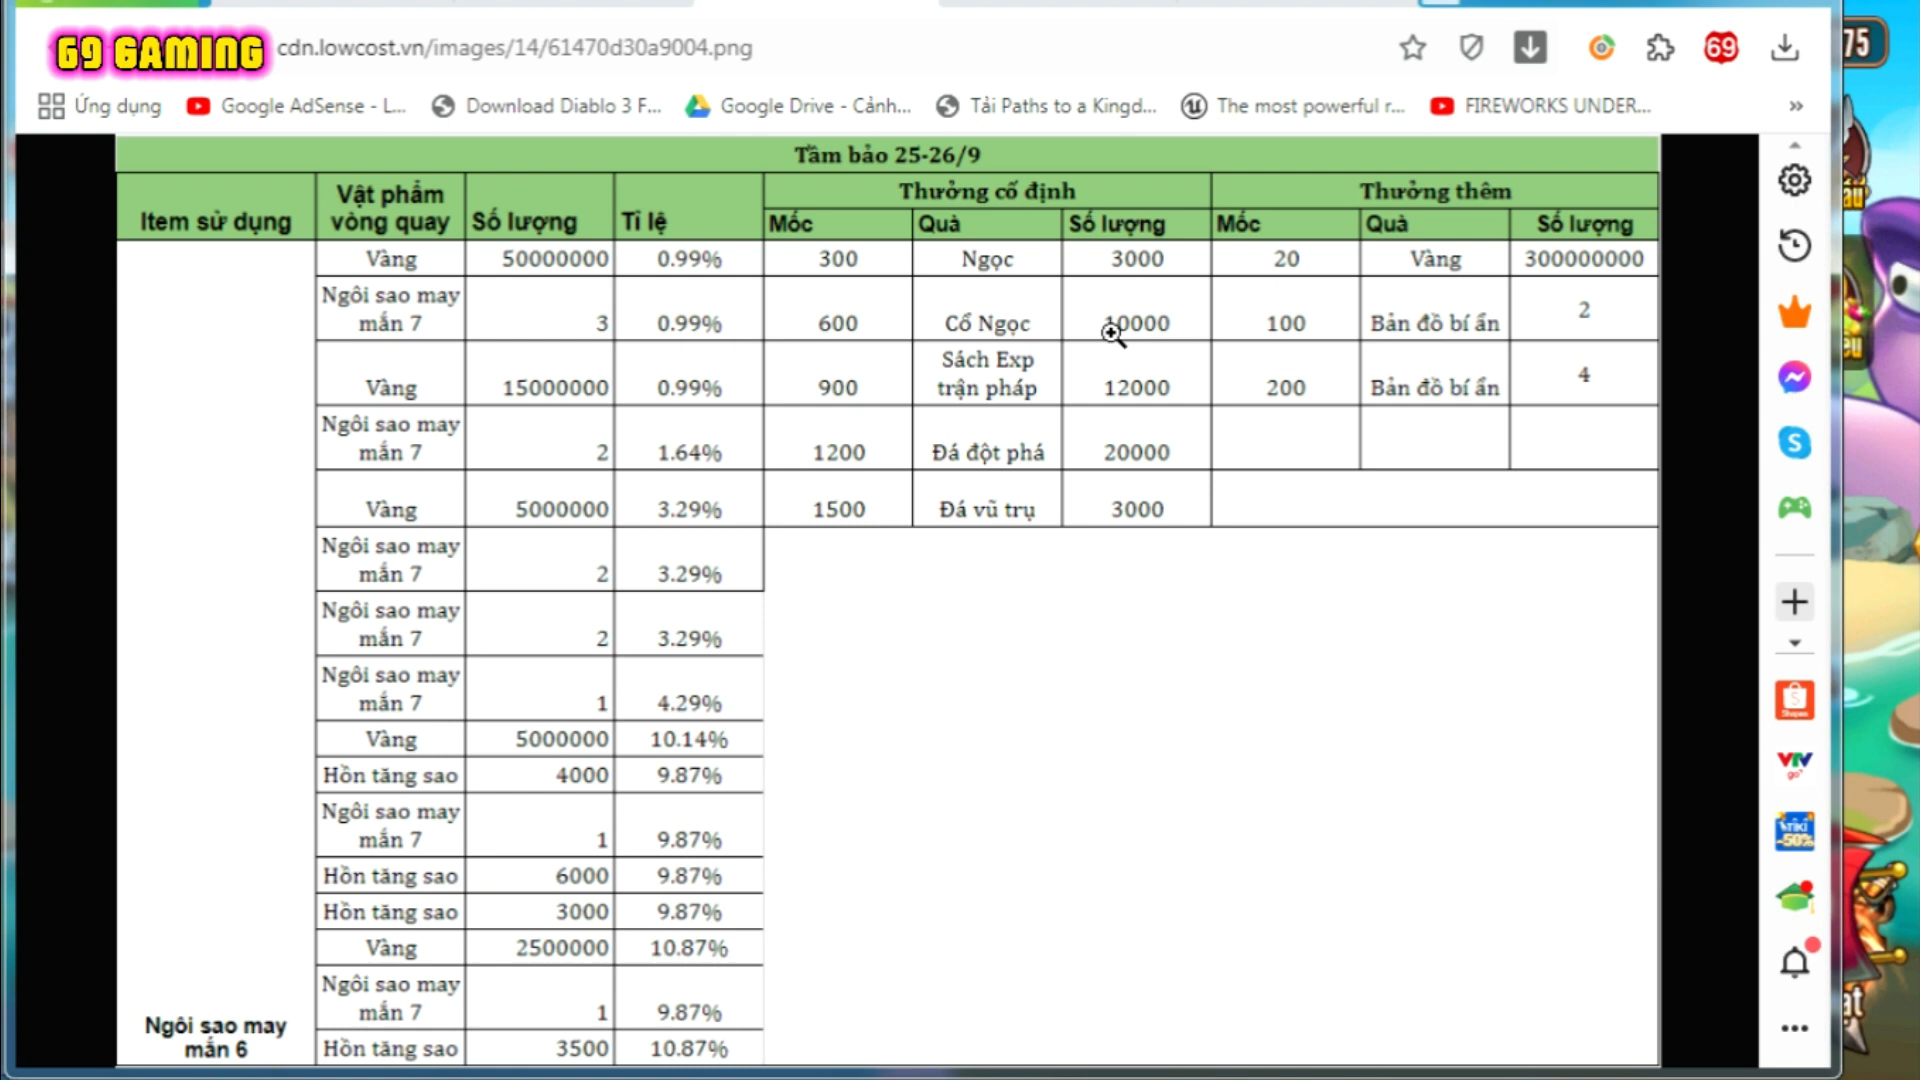 69 GAMING
cdn.lowcost.vn/images/14/61470d30a9004.png
75
Ứng dụng Google AdSense - L... Download Diablo 3 F... Google Drive - Cảnh... Tải Paths to a Kingd... The most powerful r... FIREWORKS UNDER... »
Tầm bảo 25-26/9
Item sử dụng Vật phẩm vòng quay Số lượng Tỉ lệ Thưởng cố định Thưởng thêm
Mốc Quà Số lượng Mốc Quà Số lượng
Vàng 50000000 0.99% 300 Ngọc 3000 20 Vàng 300000000
Ngôi sao may mắn 7 3 0.99% 600 Cổ Ngọc 10000 100 Bản đồ bí ẩn 2
Vàng 15000000 0.99% 900 Sách Exp trận pháp 12000 200 Bản đồ bí ẩn 4
Ngôi sao may mắn 7 2 1.64% 1200 Đá đột phá 20000
Vàng 5000000 3.29% 1500 Đá vũ trụ 3000
Ngôi sao may mắn 7 2 3.29%
Ngôi sao may mắn 7 2 3.29%
Ngôi sao may mắn 7 1 4.29%
Vàng 5000000 10.14%
Hồn tăng sao 4000 9.87%
Ngôi sao may mắn 7 1 9.87%
Hồn tăng sao 6000 9.87%
Hồn tăng sao 3000 9.87%
Vàng 2500000 10.87%
Ngôi sao may mắn 7 1 9.87%
Ngôi sao may mắn 6 Hồn tăng sao 3500 10.87%
69
Shopee
VTV go
TIKI -50%